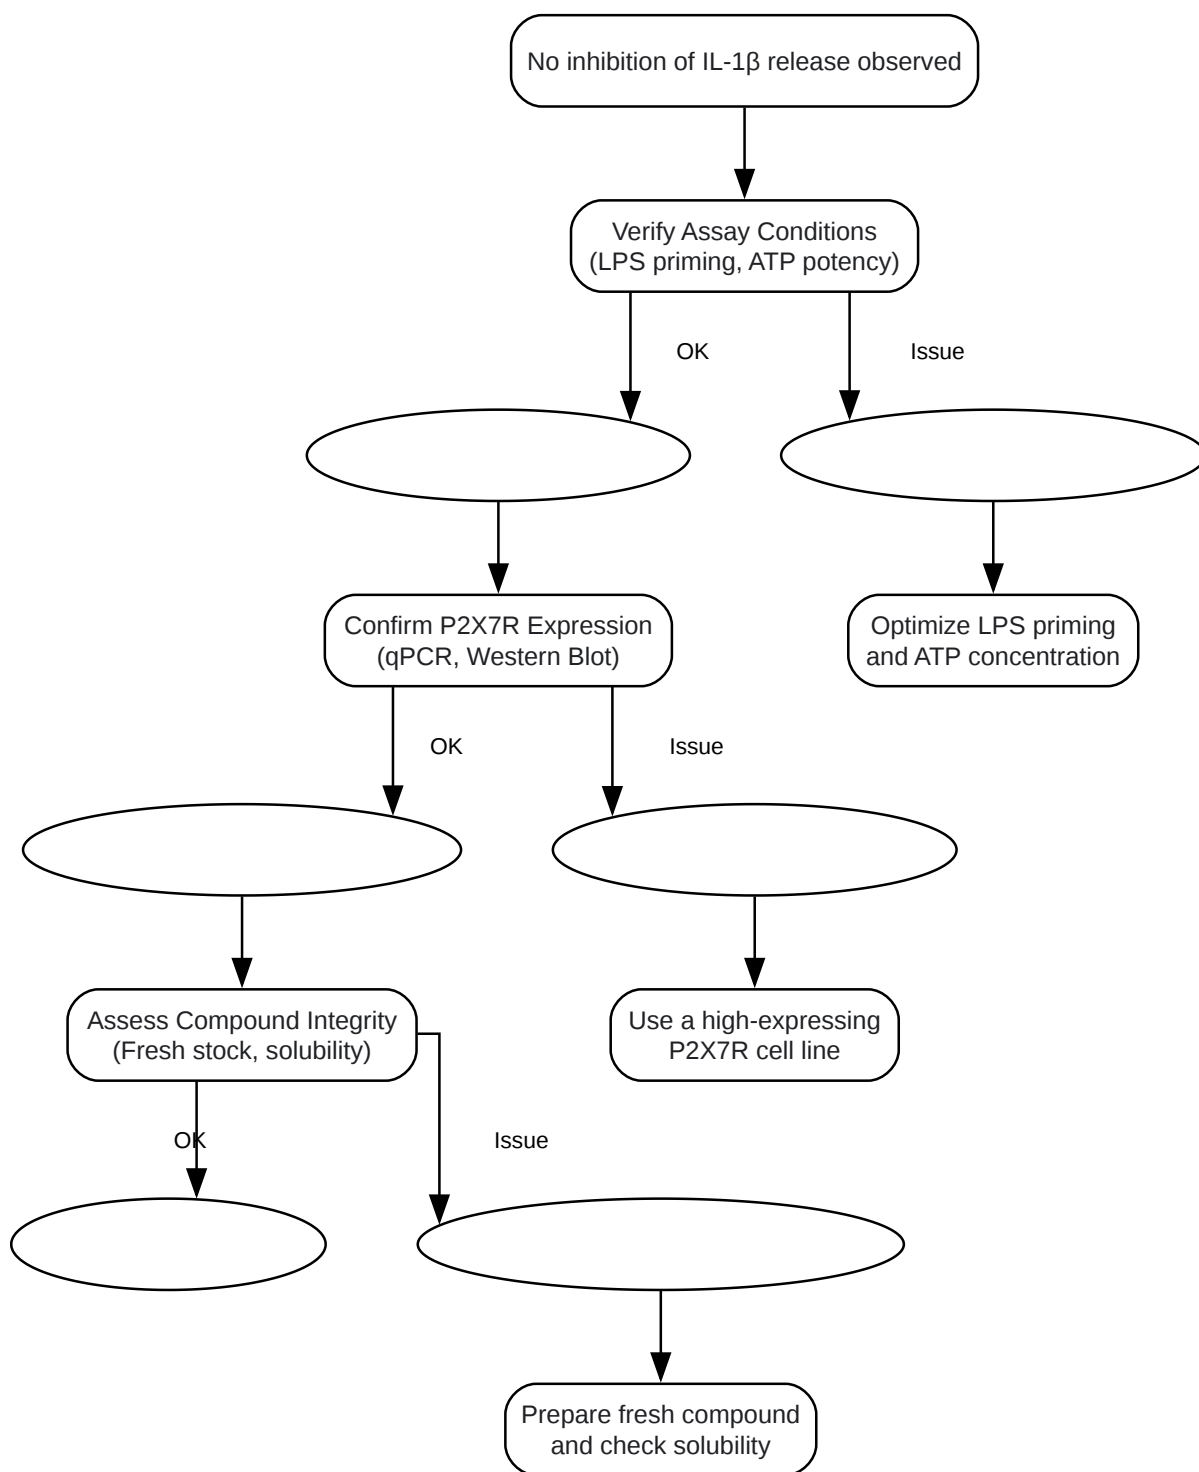 No inhibition of IL-1β release observed
Verify Assay Conditions
(LPS priming, ATP potency)
OK
Issue
Confirm P2X7R Expression
(qPCR, Western Blot)
Optimize LPS priming
and ATP concentration
OK
Issue
Assess Compound Integrity
(Fresh stock, solubility)
Use a high-expressing
P2X7R cell line
OK
Issue
Prepare fresh compound
and check solubility